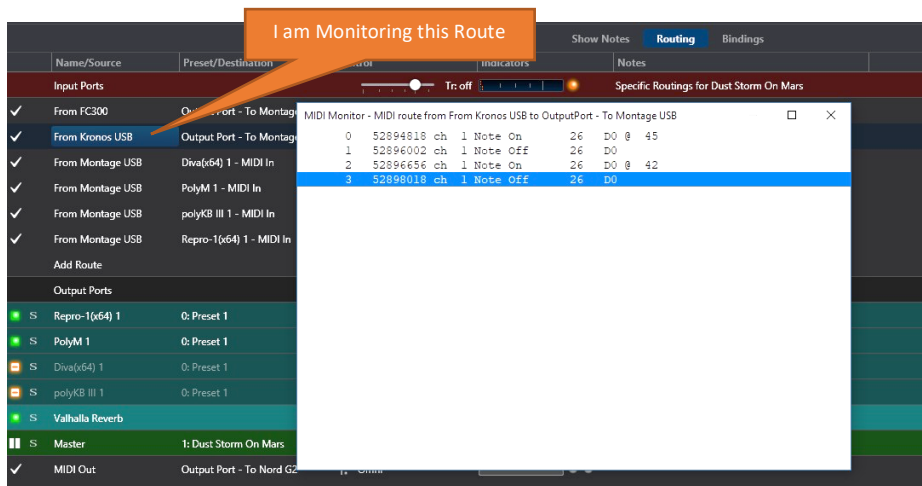 I am Monitoring this Route
Show Notes Routing Bindings
Name/Source Preset/Destination Indicators Notes
Input Ports Tr: off Specific Routings for Dust Storm On Mars
From FC300 Port - To Montage
MIDI Monitor - MIDI route from From Kronos USB to OutputPort - To Montage USB
0 52894818 ch 1 Note On 26 D0 @ 45
From Kronos USB Output Port - To Montage
1 52896002 ch 1 Note Off 26 D0
2 52896656 ch 1 Note On 26 D0 @ 42
From Montage USB Diva(x64) 1 - MIDI In
3 52898018 ch 1 Note Off 26 D0
From Montage USB PolyM 1 - MIDI In
From Montage USB polyKB III 1 - MIDI In
From Montage USB Repro-1(x64) 1 - MIDI In
Add Route
Output Ports
S Repro-1(x64) 1 0: Preset 1
S PolyM 1 0: Preset 1
S Diva(x64) 1 0: Preset 1
S polyKB III 1 0: Preset 1
S Valhalla Reverb
S Master 1: Dust Storm On Mars
MIDI Out Output Port - To Nord G2 Omni